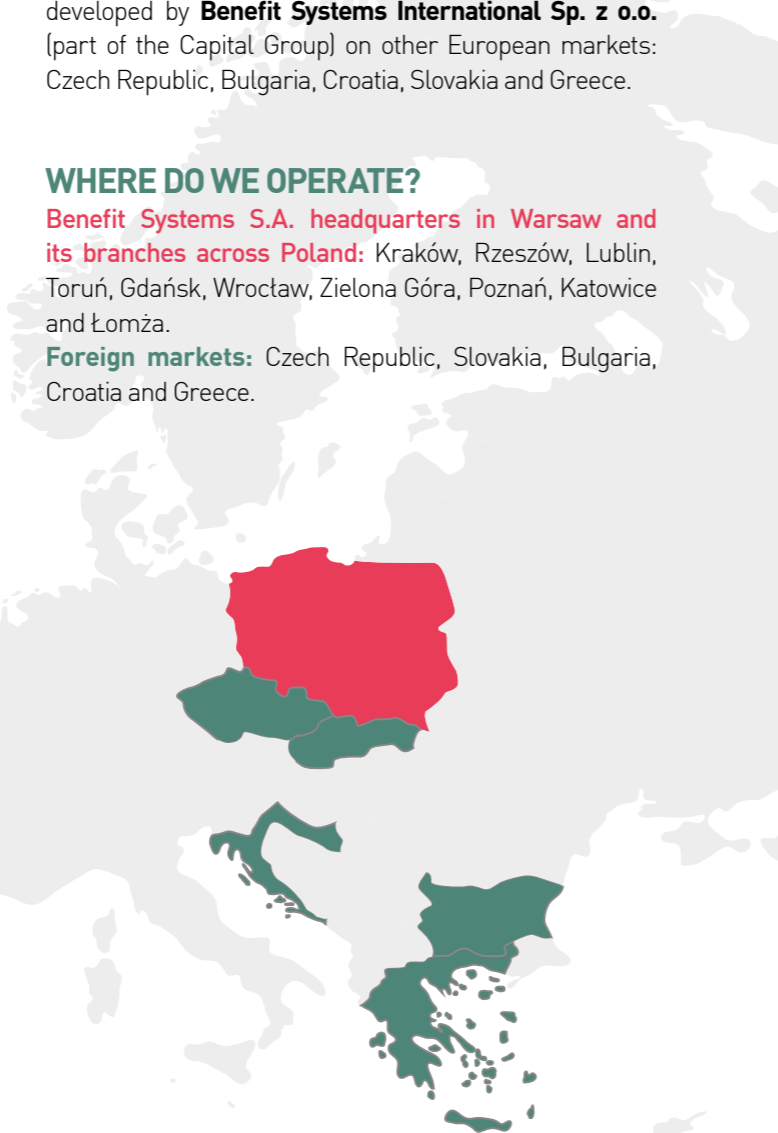 developed by Benefit Systems International Sp. z o.o.
(part of the Capital Group) on other European markets:
Czech Republic, Bulgaria, Croatia, Slovakia and Greece.
WHERE DO WE OPERATE?
Benefit Systems S.A. headquarters in Warsaw and
its branches across Poland: Kraków, Rzeszów, Lublin,
Toruń, Gdańsk, Wrocław, Zielona Góra, Poznań, Katowice
and Łomża.
Foreign markets: Czech Republic, Slovakia, Bulgaria,
Croatia and Greece.